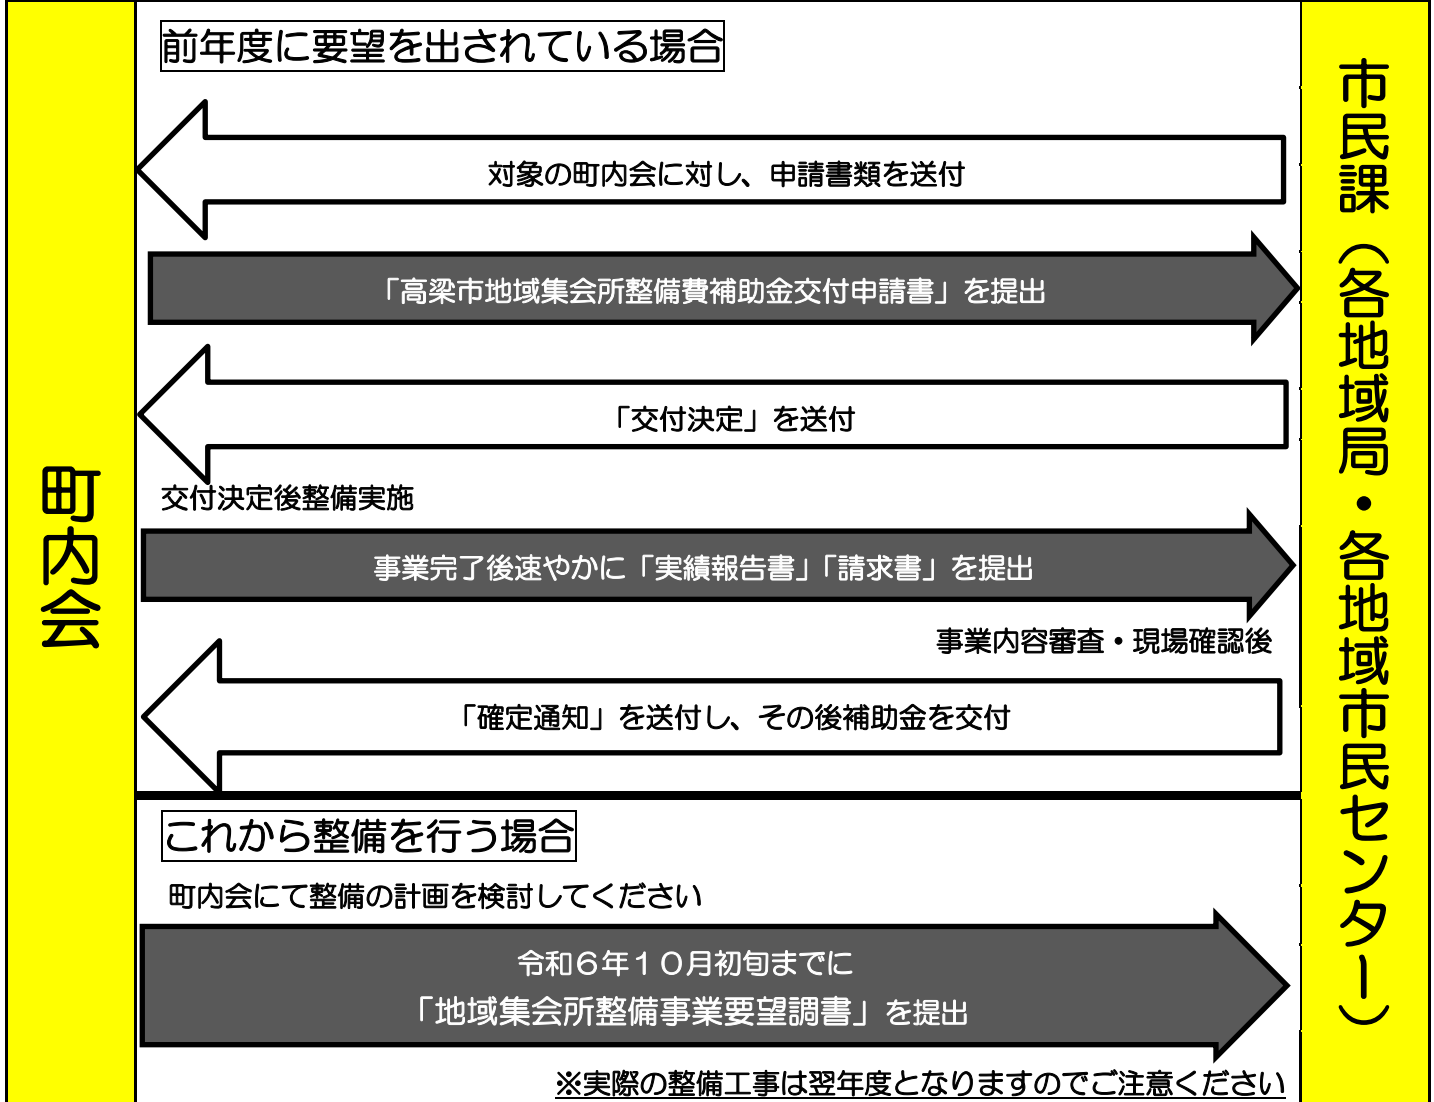 前年度に要望を出されている場合
対象の町内会に対し、申請書類を送付
「高梁市地域集会所整備費補助金交付申請書」を提出
「交付決定」を送付
交付決定後整備実施
事業完了後速やかに「実績報告書」「請求書」を提出
事業内容審査・現場確認後
「確定通知」を送付し、その後補助金を交付
これから整備を行う場合
町内会にて整備の計画を検討してください
令和６年１０月初旬までに
「地域集会所整備事業要望調書」を提出
※実際の整備工事は翌年度となりますのでご注意ください
町内会
市民課（各地域局・各地域市民センター）